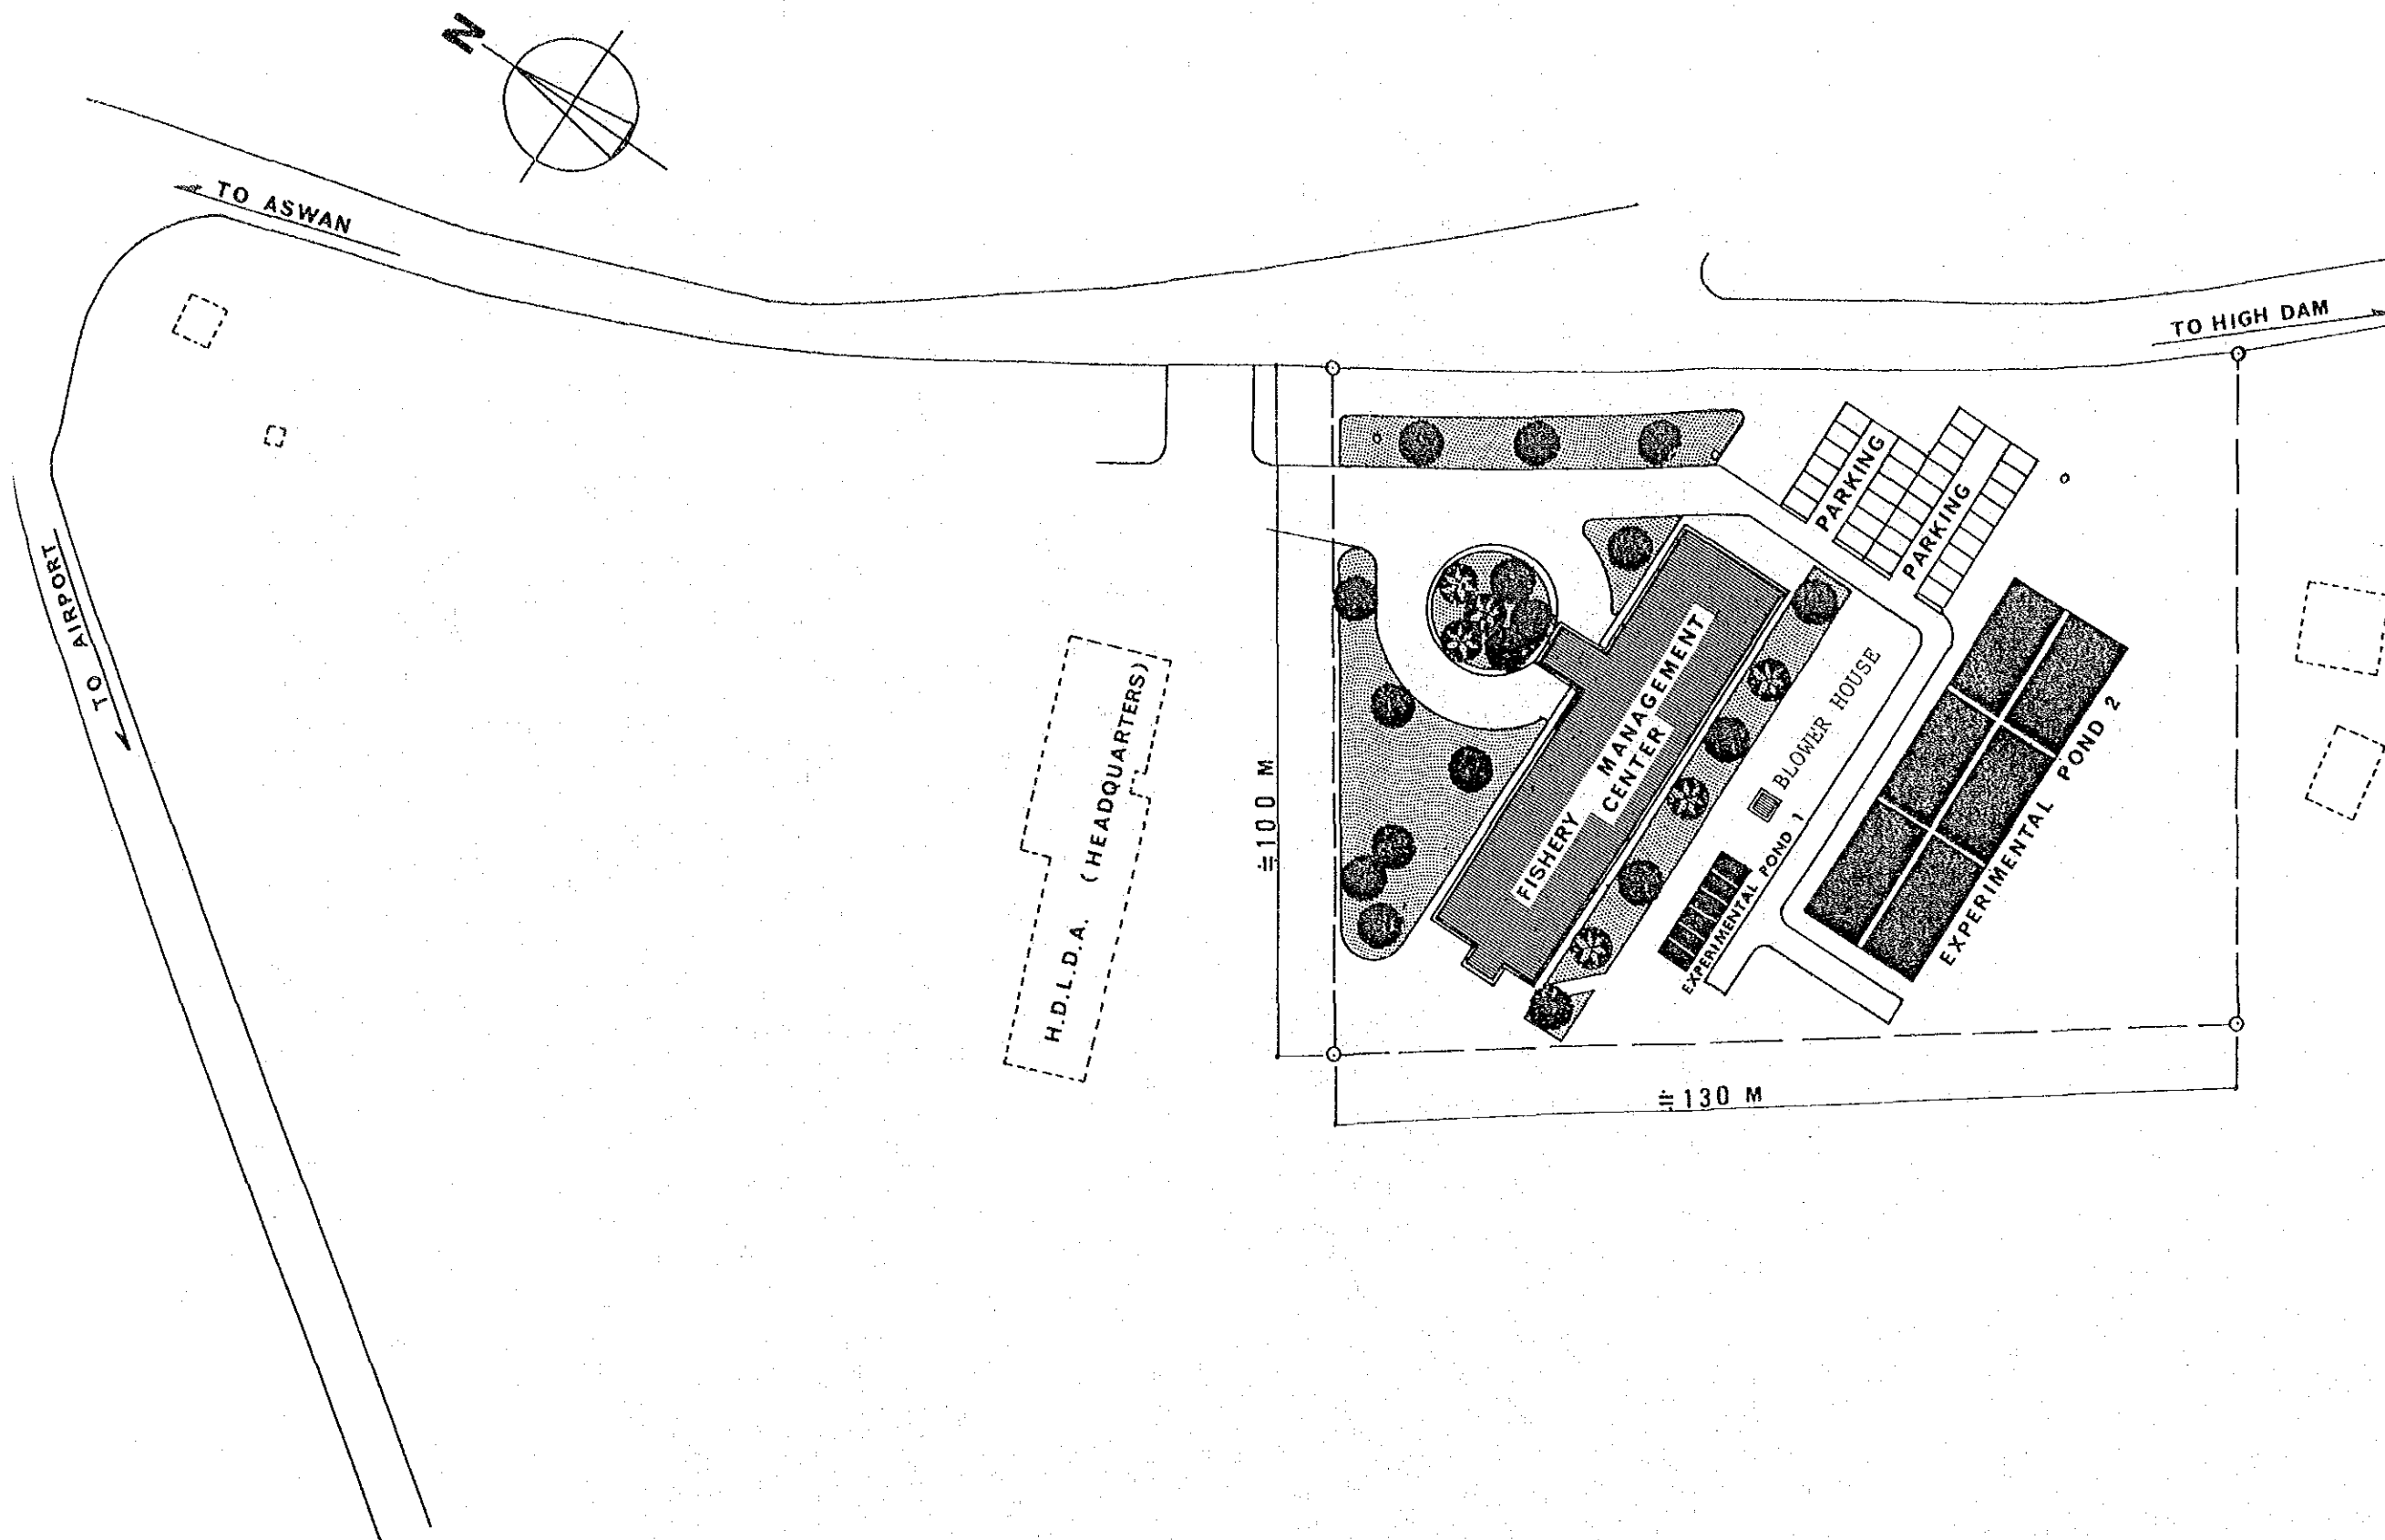 N
TO ASWAN
TO HIGH DAM
TO AIRPORT
PARKING
PARKING
H.D.L.D.A. (HEADQUARTERS)
≒100 M
FISHERY MANAGEMENT
CENTER
BLOWER HOUSE
EXPERIMENTAL POND 1
EXPERIMENTAL POND 2
≒130 M